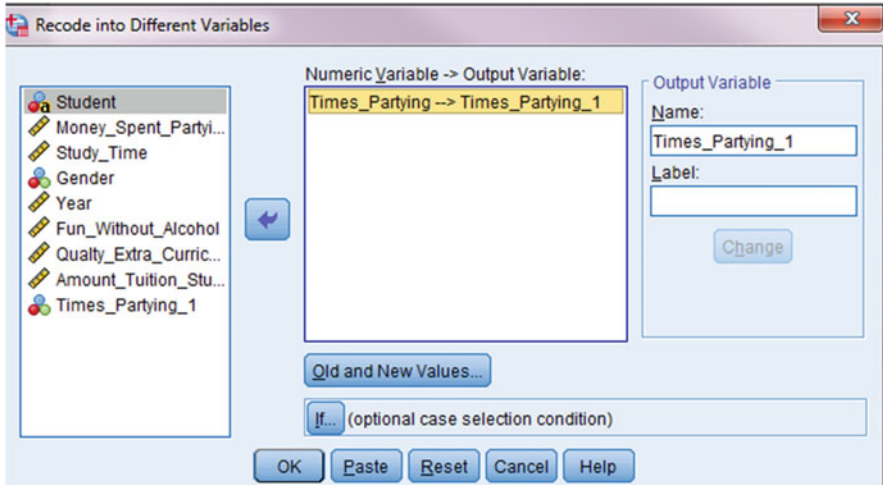 Recode into Different Variables
Student
Money_Spent_Partyi...
Study_Time
Gender
Year
Fun_Without_Alcohol
Qualty_Extra_Curric...
Amount_Tuition_Stu...
Times_Partying_1
Numeric Variable -> Output Variable:
Times_Partying --> Times_Partying_1
Output Variable
Name:
Times_Partying_1
Label:
Change
Old and New Values...
If... (optional case selection condition)
OK Paste Reset Cancel Help